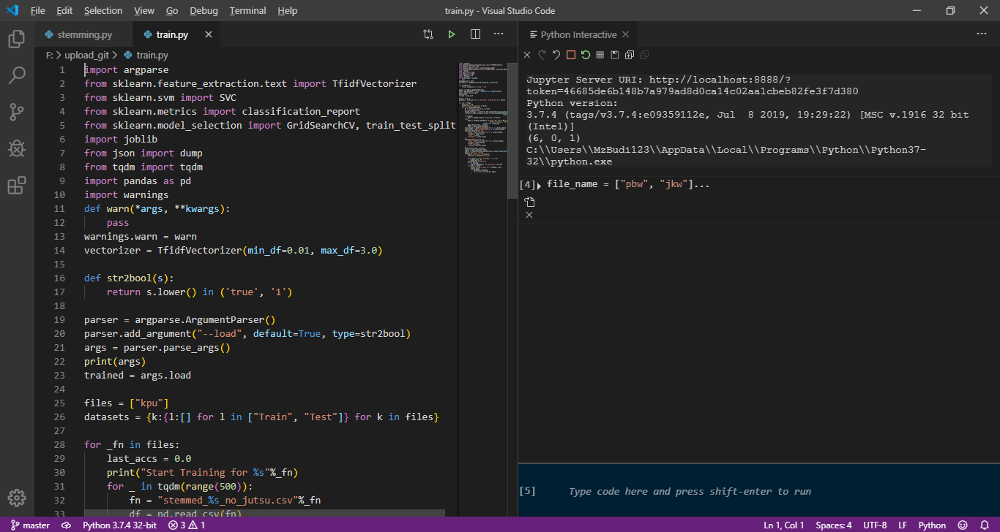 File Edit Selection View Go Debug Terminal Help train.py - Visual Studio Code
stemming.py train.py
F: > upload_git > train.py
1 import argparse
2 from sklearn.feature_extraction.text import TfidfVectorizer
3 from sklearn.svm import SVC
4 from sklearn.metrics import classification_report
5 from sklearn.model_selection import GridSearchCV, train_test_split
6 import joblib
7 from json import dump
8 from tqdm import tqdm
9 import pandas as pd
10 import warnings
11 def warn(*args, **kwargs):
12     pass
13 warnings.warn = warn
14 vectorizer = TfidfVectorizer(min_df=0.01, max_df=3.0)
15
16 def str2bool(s):
17     return s.lower() in ('true', '1')
18
19 parser = argparse.ArgumentParser()
20 parser.add_argument("--load", default=True, type=str2bool)
21 args = parser.parse_args()
22 print(args)
23 trained = args.load
24
25 files = ["kpu"]
26 datasets = {k:{l:[] for l in ["Train", "Test"]} for k in files}
27
28 for _fn in files:
29     last_accs = 0.0
30     print("Start Training for %s"%_fn)
31     for _ in tqdm(range(500)):
32         fn = "stemmed_%s_no_jutsu.csv"%_fn
33         df = pd.read_csv(fn)
Python Interactive
Jupyter Server URI: http://localhost:8888/?
token=46685de6b148b7a979ad8d0ca14c02aa1cbeb82fe3f7d380
Python version:
3.7.4 (tags/v3.7.4:e09359112e, Jul  8 2019, 19:29:22) [MSC v.1916 32 bit
(Intel)]
(6, 0, 1)
C:\\Users\\MzBudi123\\AppData\\Local\\Programs\\Python\\Python37-
32\\python.exe
[4] file_name = ["pbw", "jkw"]...
[5] Type code here and press shift-enter to run
master Python 3.7.4 32-bit 3 1 Ln 1, Col 1 Spaces: 4 UTF-8 LF Python